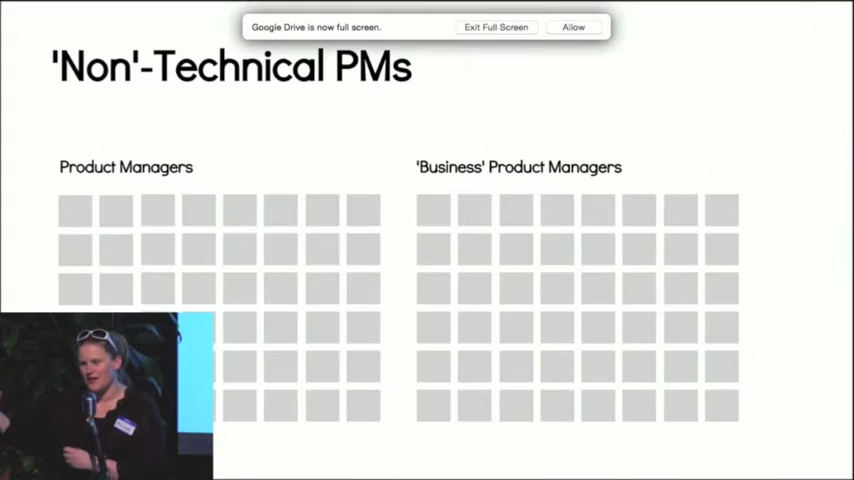 Google Drive is now full screen. Exit Full Screen Allow
'Non'-Technical PMs
Product Managers
'Business' Product Managers